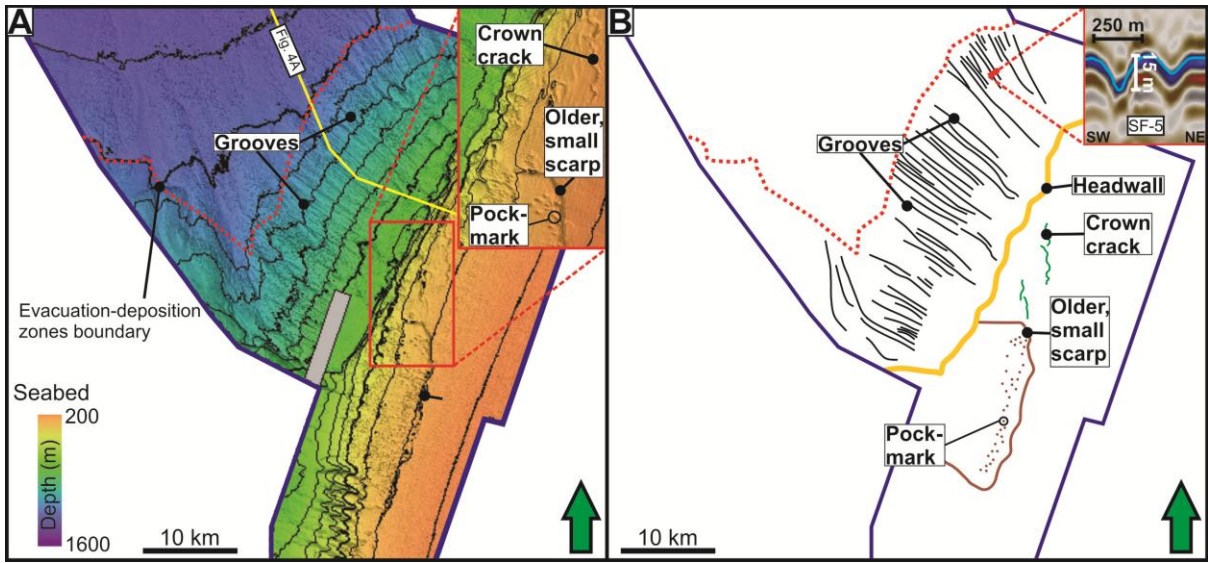 A
Fig. 4A
Crown
crack
Older,
small
scarp
Pock-
mark
Grooves
Evacuation-deposition
zones boundary
Seabed
200
Depth (m)
1600
10 km
B
250 m
15 m
SF-5
SW
NE
Grooves
Headwall
Crown
crack
Older,
small
scarp
Pock-
mark
10 km